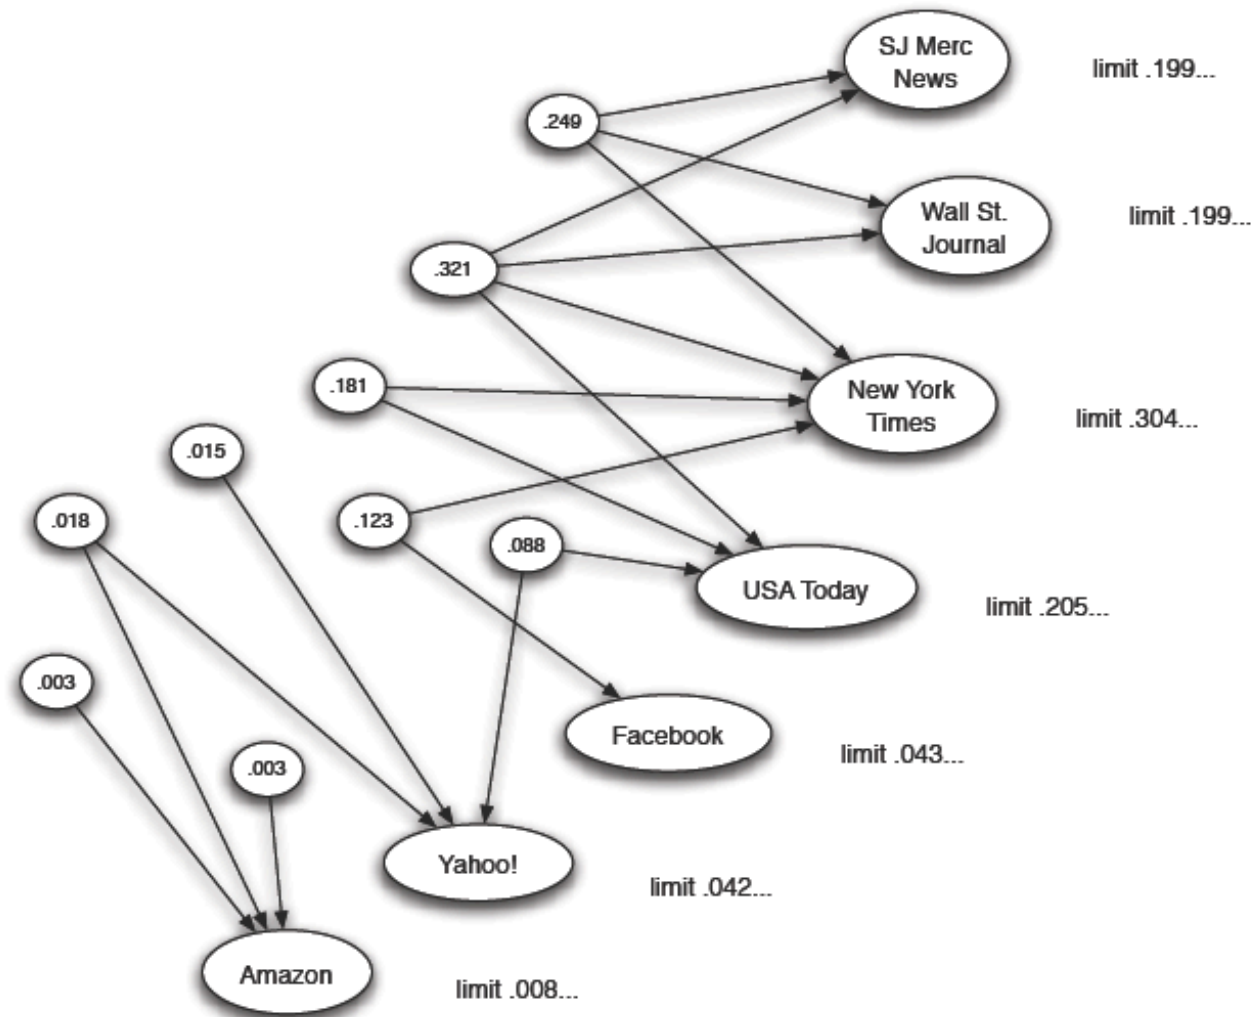 SJ Merc
News
limit .199...
.249
Wall St.
Journal
limit .199...
.321
New York
Times
limit .304...
.181
.015
.018
.123
.088
USA Today
limit .205...
.003
Facebook
limit .043...
.003
Yahoo!
limit .042...
Amazon
limit .008...